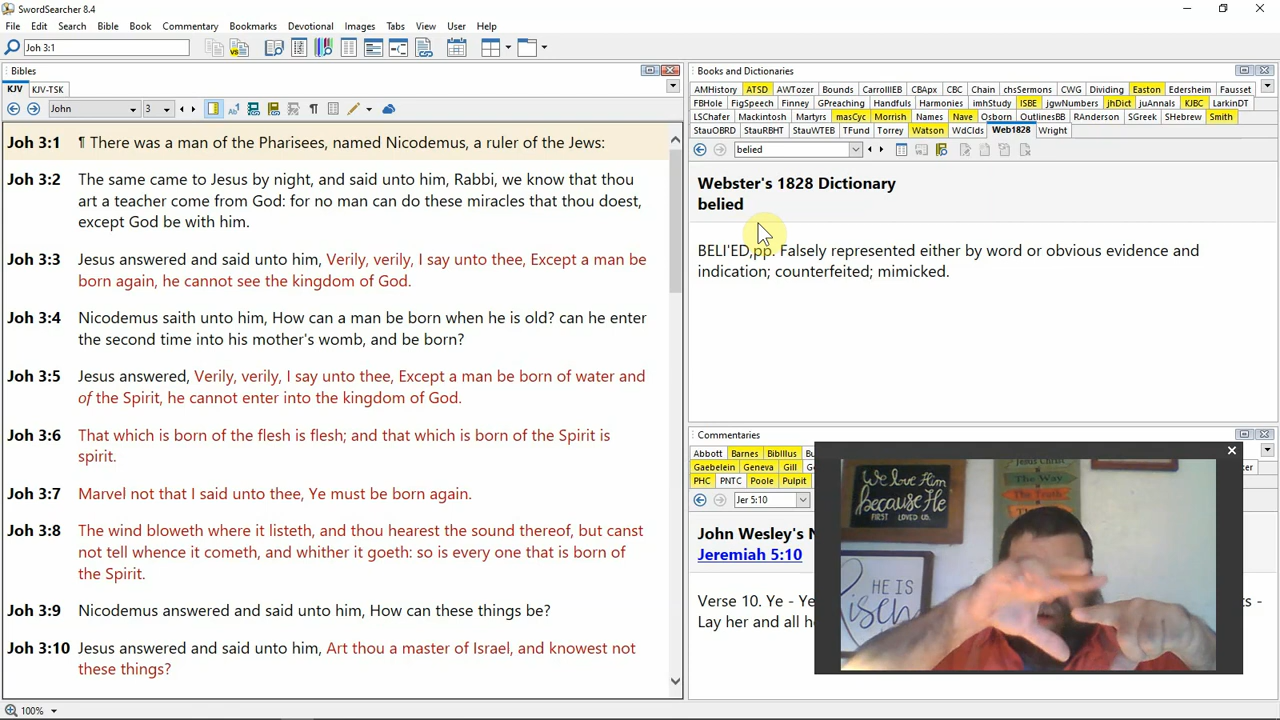 SwordSearcher 8.4
File Edit Search Bible Book Commentary Bookmarks Devotional Images Tabs View User Help
Joh 3:1
Bibles
KJV KJV-TSK
John 3
Joh 3:1 ¶ There was a man of the Pharisees, named Nicodemus, a ruler of the Jews:
Joh 3:2 The same came to Jesus by night, and said unto him, Rabbi, we know that thou
art a teacher come from God: for no man can do these miracles that thou doest,
except God be with him.
Joh 3:3 Jesus answered and said unto him, Verily, verily, I say unto thee, Except a man be
born again, he cannot see the kingdom of God.
Joh 3:4 Nicodemus saith unto him, How can a man be born when he is old? can he enter
the second time into his mother's womb, and be born?
Joh 3:5 Jesus answered, Verily, verily, I say unto thee, Except a man be born of water and
of the Spirit, he cannot enter into the kingdom of God.
Joh 3:6 That which is born of the flesh is flesh; and that which is born of the Spirit is
spirit.
Joh 3:7 Marvel not that I said unto thee, Ye must be born again.
Joh 3:8 The wind bloweth where it listeth, and thou hearest the sound thereof, but canst
not tell whence it cometh, and whither it goeth: so is every one that is born of
the Spirit.
Joh 3:9 Nicodemus answered and said unto him, How can these things be?
Joh 3:10 Jesus answered and said unto him, Art thou a master of Israel, and knowest not
these things?
100%
Books and Dictionaries
AMHistory ATSD AWTozer Bounds CarrollIEB CBApx CBC Chain chsSermons CWG Dividing Easton Edersheim Fausset
FBHole FigSpeech Finney GPreaching Handfuls Harmonies imhStudy ISBE jgwNumbers jhDict juAnnals KJBC LarkinDT
LSChafer Mackintosh Martyrs masCyc Morrish Names Nave Osborn OutlinesBB RAnderson SGreek SHebrew Smith
StauOBRD StauRBHT StauWTEB TFund Torrey Watson WdClds Web1828 Wright
belied
Webster's 1828 Dictionary
belied
BELI'ED,pp. Falsely represented either by word or obvious evidence and
indication; counterfeited; mimicked.
Commentaries
Abbott Barnes BibIllus
Gaebelein Geneva Gill
PHC PNTC Poole Pulpit
Jer 5:10
John Wesley's
Jeremiah 5:10
Verse 10. Ye -
Lay her and all
We love Him
because He
FIRST LOVED US.
Jesus Christ
The Way
The Truth
HE IS
Risen